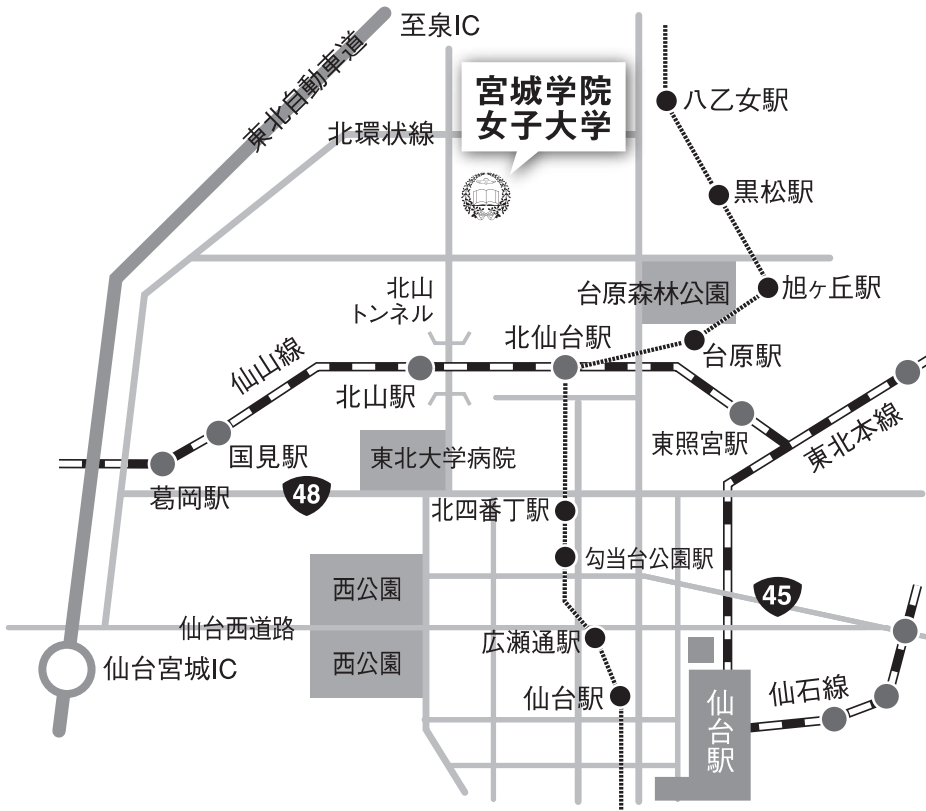 至泉IC
東北自動車道
宮城学院
女子大学
北環状線
八乙女駅
黒松駅
旭ヶ丘駅
台原森林公園
北山
トンネル
北仙台駅
台原駅
仙山線
北山駅
東照宮駅
東北本線
国見駅
東北大学病院
葛岡駅
48
北四番丁駅
勾当台公園駅
西公園
45
仙台西道路
広瀬通駅
西公園
仙台宮城IC
仙台駅
仙台駅
仙石線